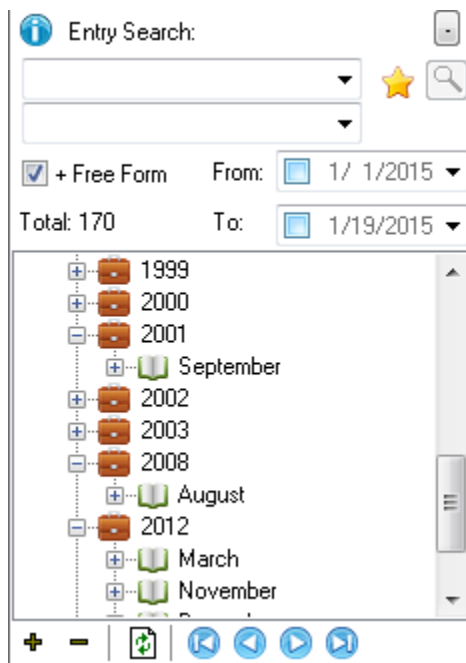 Entry Search:
+ Free Form From: 1/ 1/2015
Total: 170 To: 1/19/2015
1999
2000
2001
September
2002
2003
2008
August
2012
March
November